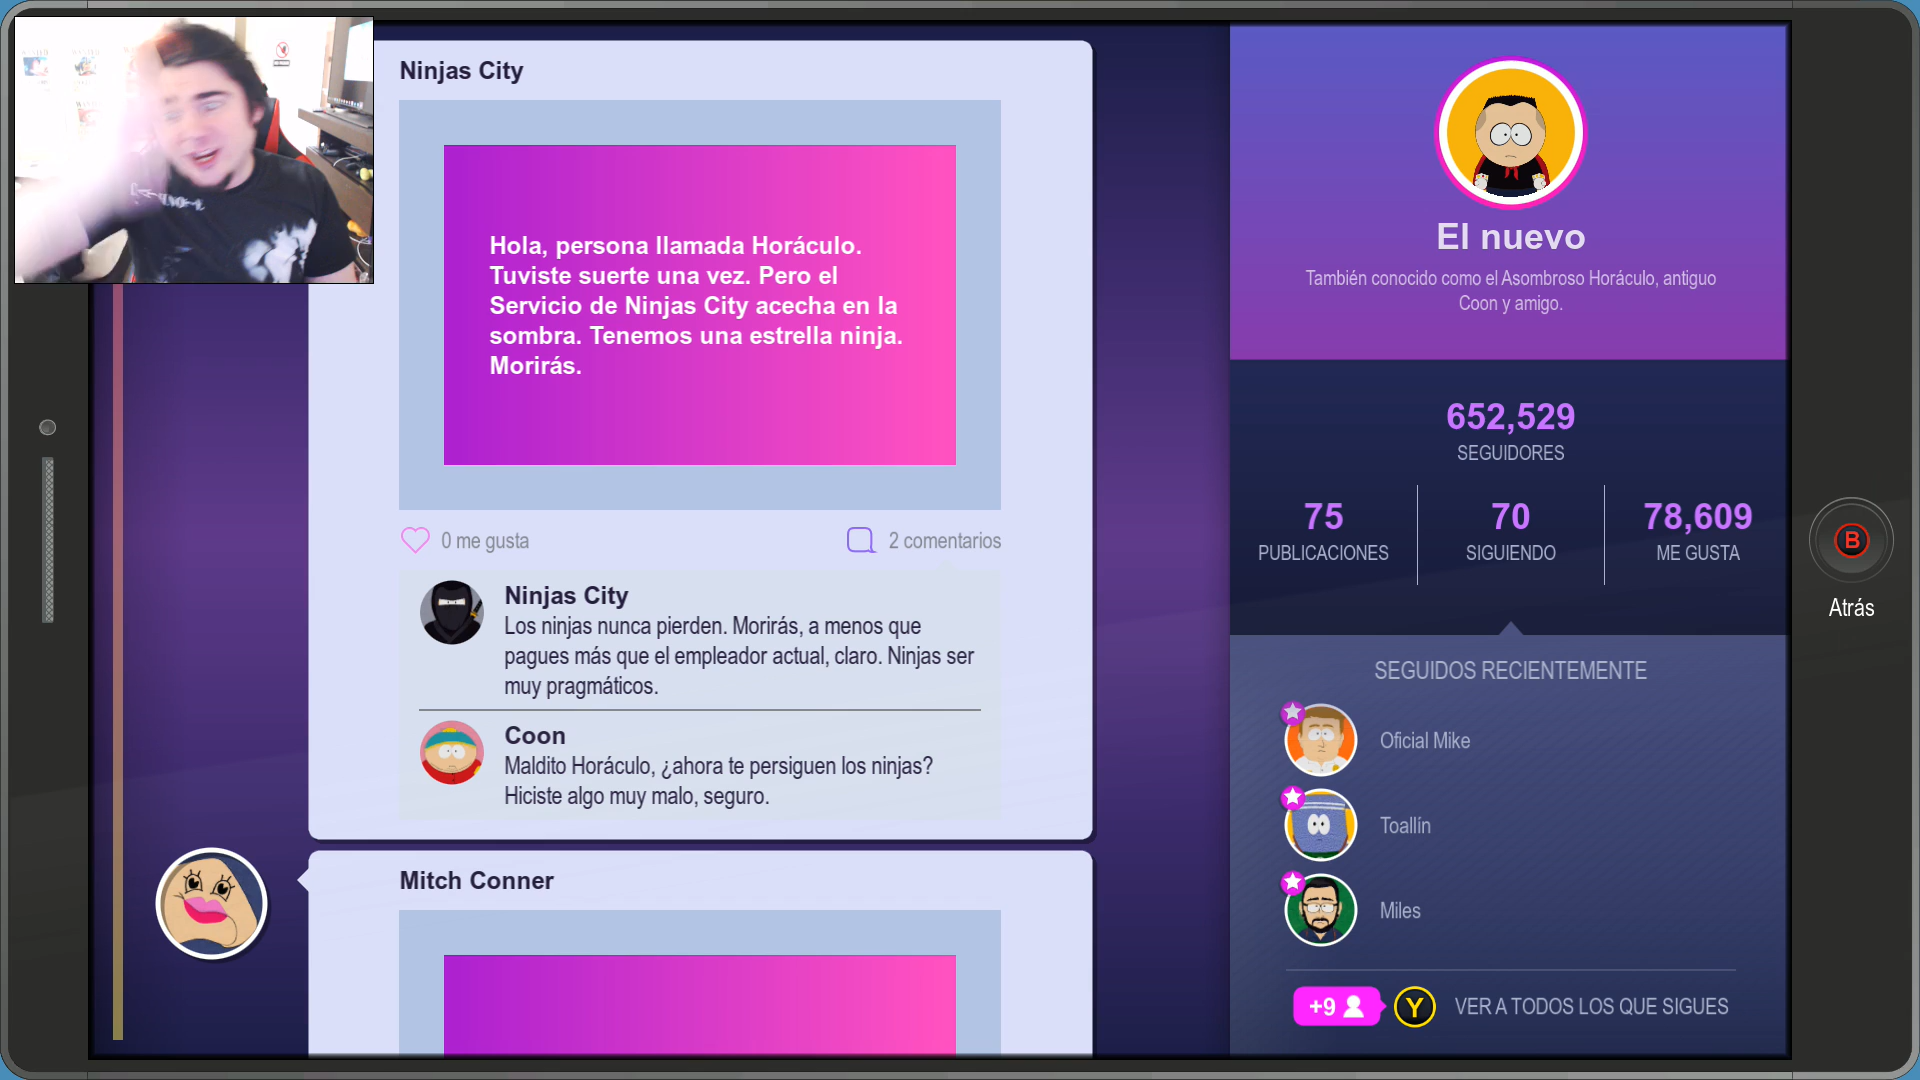 Ninjas City
Hola, persona llamada Horáculo.
Tuviste suerte una vez. Pero el
Servicio de Ninjas City acecha en la
sombra. Tenemos una estrella ninja.
Morirás.
0 me gusta
2 comentarios
Ninjas City
Los ninjas nunca pierden. Morirás, a menos que
pagues más que el empleador actual, claro. Ninjas ser
muy pragmáticos.
Coon
Maldito Horáculo, ¿ahora te persiguen los ninjas?
Hiciste algo muy malo, seguro.
Mitch Conner
El nuevo
También conocido como el Asombroso Horáculo, antiguo
Coon y amigo.
652,529
SEGUIDORES
75
PUBLICACIONES
70
SIGUIENDO
78,609
ME GUSTA
SEGUIDOS RECIENTEMENTE
Oficial Mike
Toallín
Miles
+9
Y
VER A TODOS LOS QUE SIGUES
B
Atrás